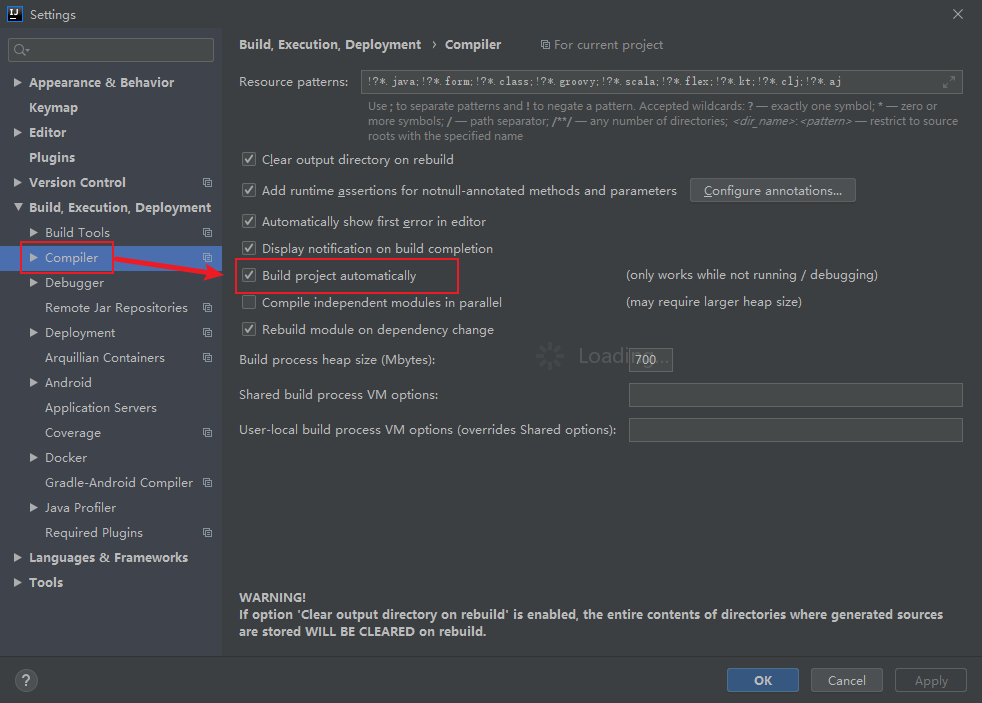 Settings
Build, Execution, Deployment › Compiler For current project
Appearance & Behavior
Keymap
Editor
Plugins
Version Control
Build, Execution, Deployment
Build Tools
Compiler
Debugger
Remote Jar Repositories
Deployment
Arquillian Containers
Android
Application Servers
Coverage
Docker
Gradle-Android Compiler
Java Profiler
Required Plugins
Languages & Frameworks
Tools
Resource patterns: !?*.java;!?*.form;!?*.class;!?*.groovy;!?*.scala;!?*.flex;!?*.kt;!?*.clj;!?*.aj
Use ; to separate patterns and ! to negate a pattern. Accepted wildcards: ? — exactly one symbol; * — zero or
more symbols; / — path separator; /**/ — any number of directories; <dir_name>:<pattern> — restrict to source
roots with the specified name
Clear output directory on rebuild
Add runtime assertions for notnull-annotated methods and parameters Configure annotations...
Automatically show first error in editor
Display notification on build completion
Build project automatically (only works while not running / debugging)
Compile independent modules in parallel (may require larger heap size)
Rebuild module on dependency change
Build process heap size (Mbytes): 700
Loading...
Shared build process VM options:
User-local build process VM options (overrides Shared options):
WARNING!
If option 'Clear output directory on rebuild' is enabled, the entire contents of directories where generated sources
are stored WILL BE CLEARED on rebuild.
? OK Cancel Apply